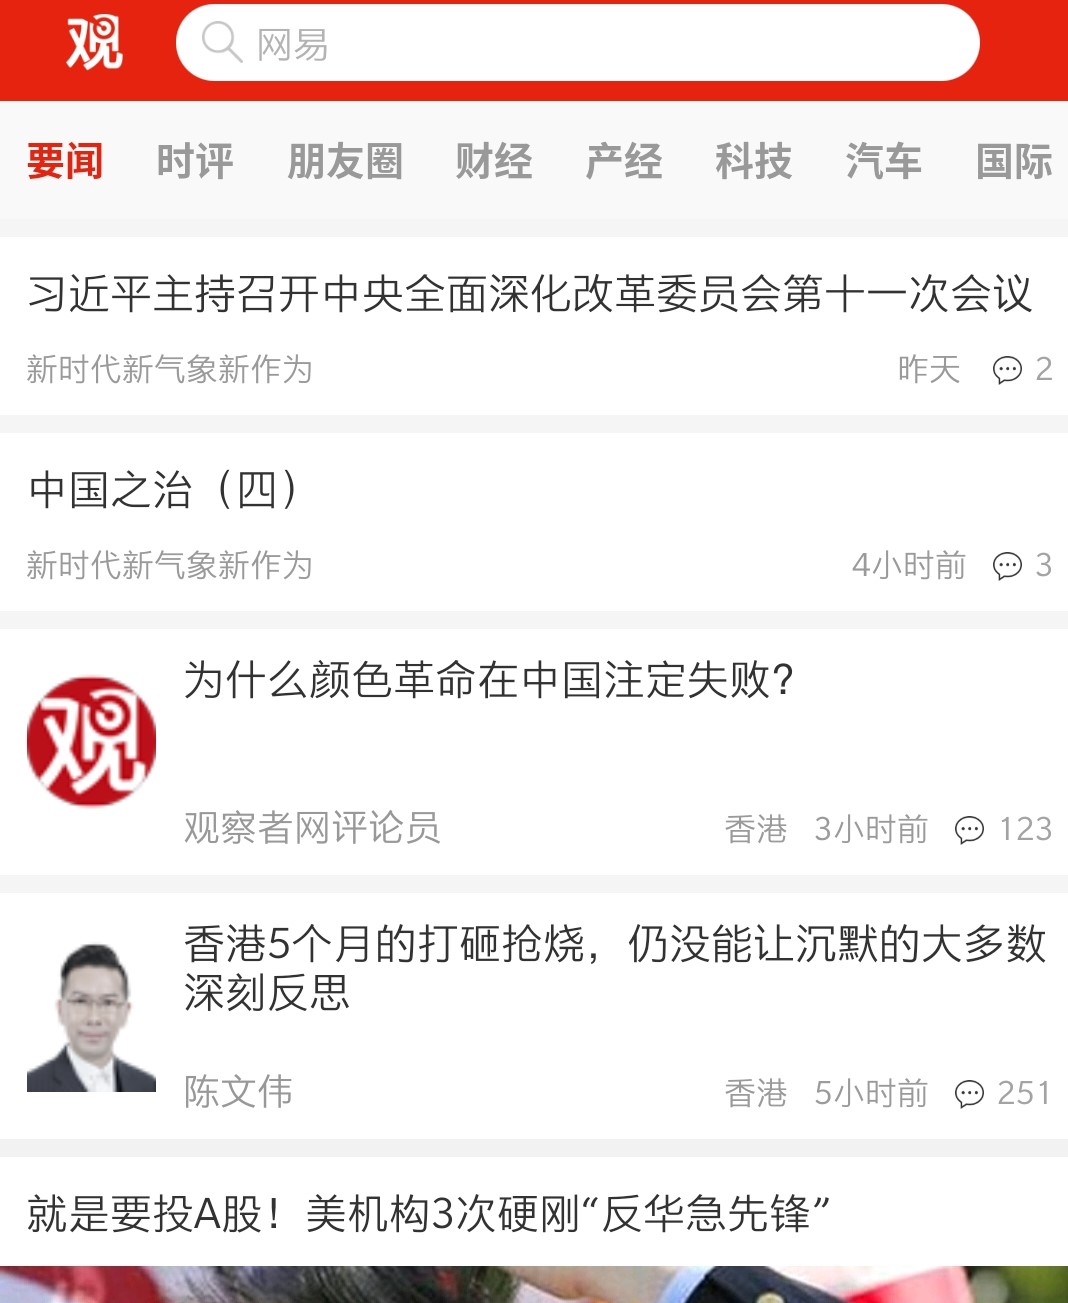 观
网易
要闻 时评 朋友圈 财经 产经 科技 汽车 国际
习近平主持召开中央全面深化改革委员会第十一次会议
新时代新气象新作为 昨天 2
中国之治（四）
新时代新气象新作为 4小时前 3
观
为什么颜色革命在中国注定失败?
观察者网评论员 香港 3小时前 123
香港5个月的打砸抢烧，仍没能让沉默的大多数
深刻反思
陈文伟 香港 5小时前 251
就是要投A股！美机构3次硬刚“反华急先锋”